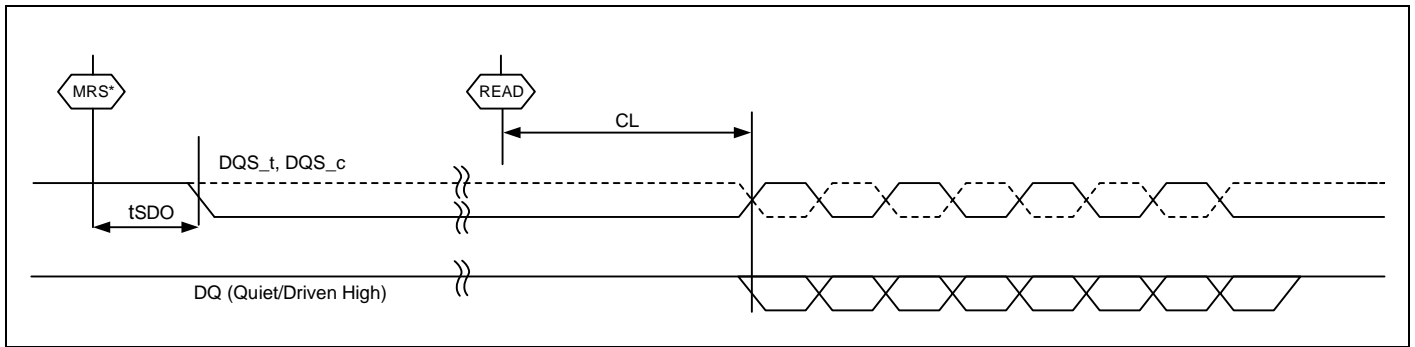 MRS*
READ
CL
DQS_t, DQS_c
tSDO
DQ (Quiet/Driven High)